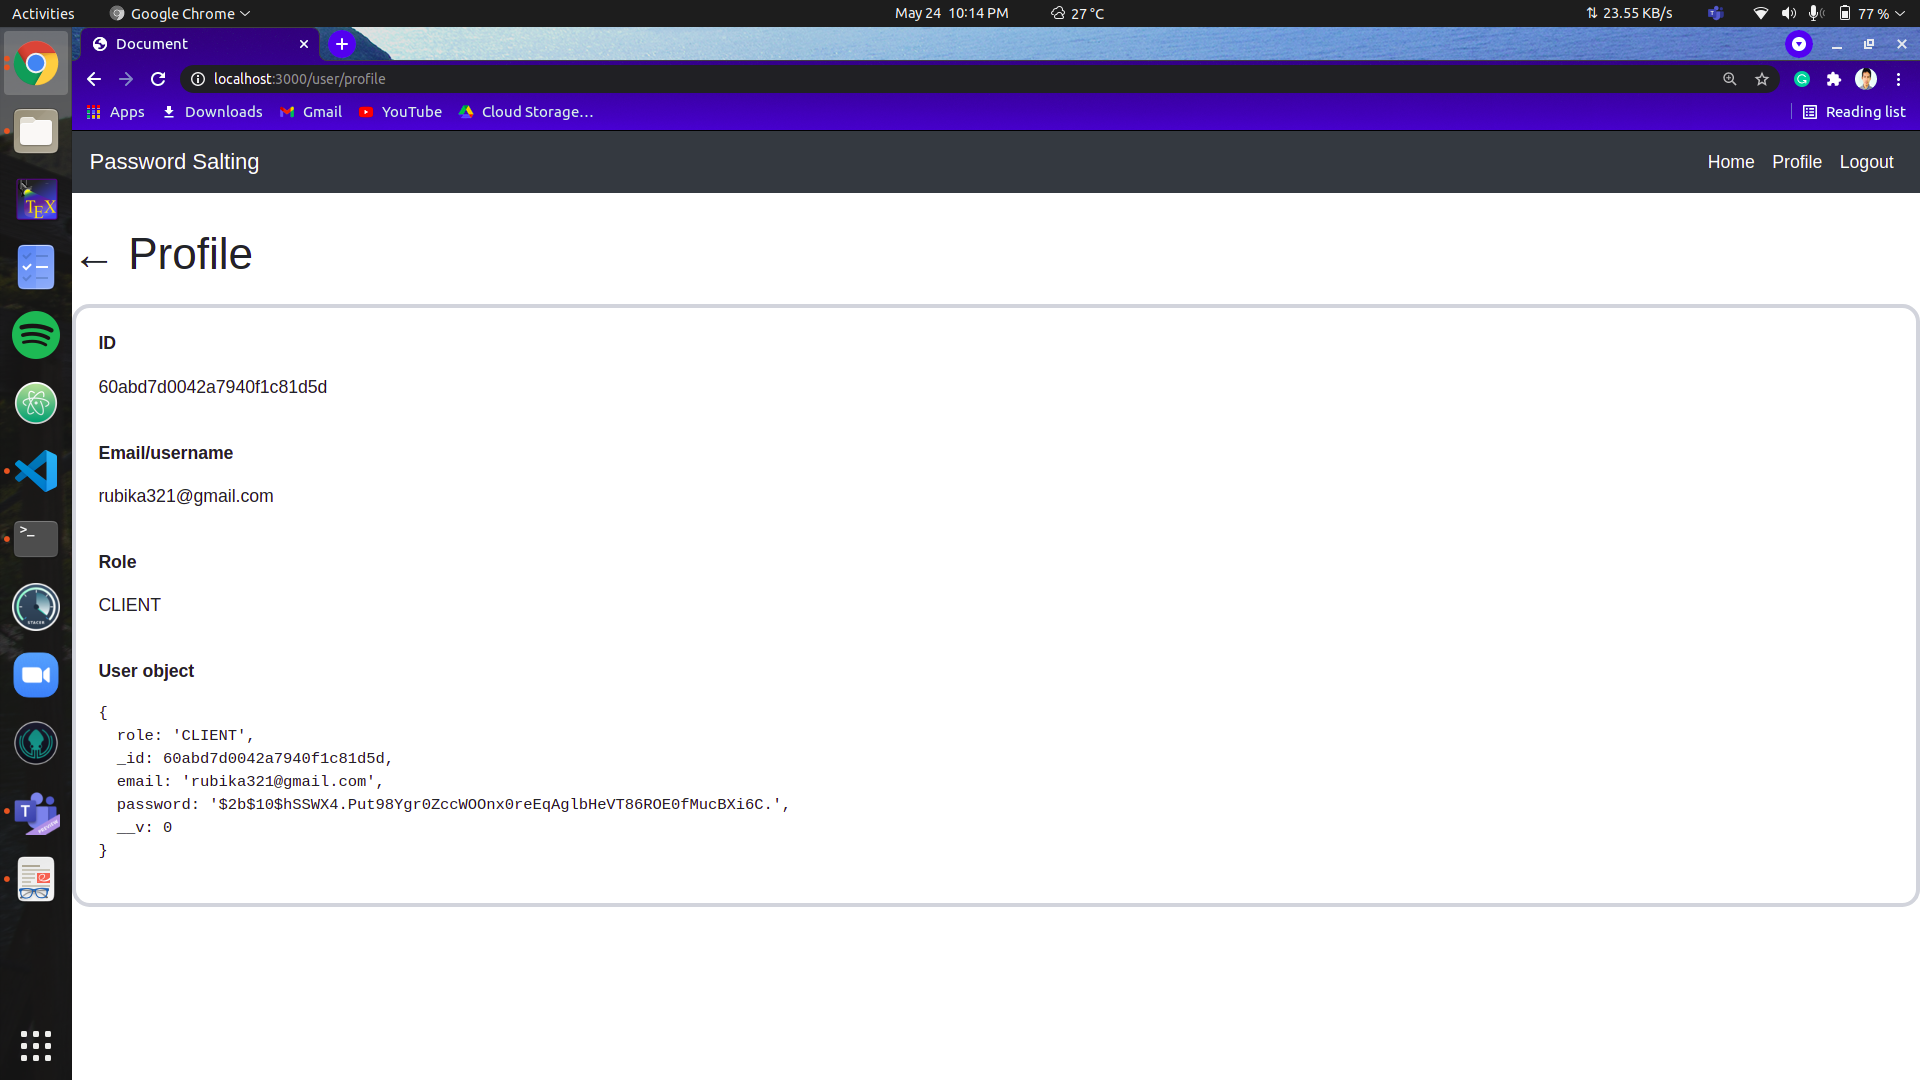 Activities Google Chrome May 24 10:14 PM 27 °C 23.55 KB/s 77 %
Document
localhost:3000/user/profile
Apps Downloads Gmail YouTube Cloud Storage... Reading list
Password Salting Home Profile Logout
← Profile
ID
60abd7d0042a7940f1c81d5d
Email/username
rubika321@gmail.com
Role
CLIENT
User object
{
role: 'CLIENT',
_id: 60abd7d0042a7940f1c81d5d,
email: 'rubika321@gmail.com',
password: '$2b$10$hSSWX4.Put98Ygr0ZccWOOnx0reEqAglbHeVT86ROE0fMucBXi6C.',
__v: 0
}